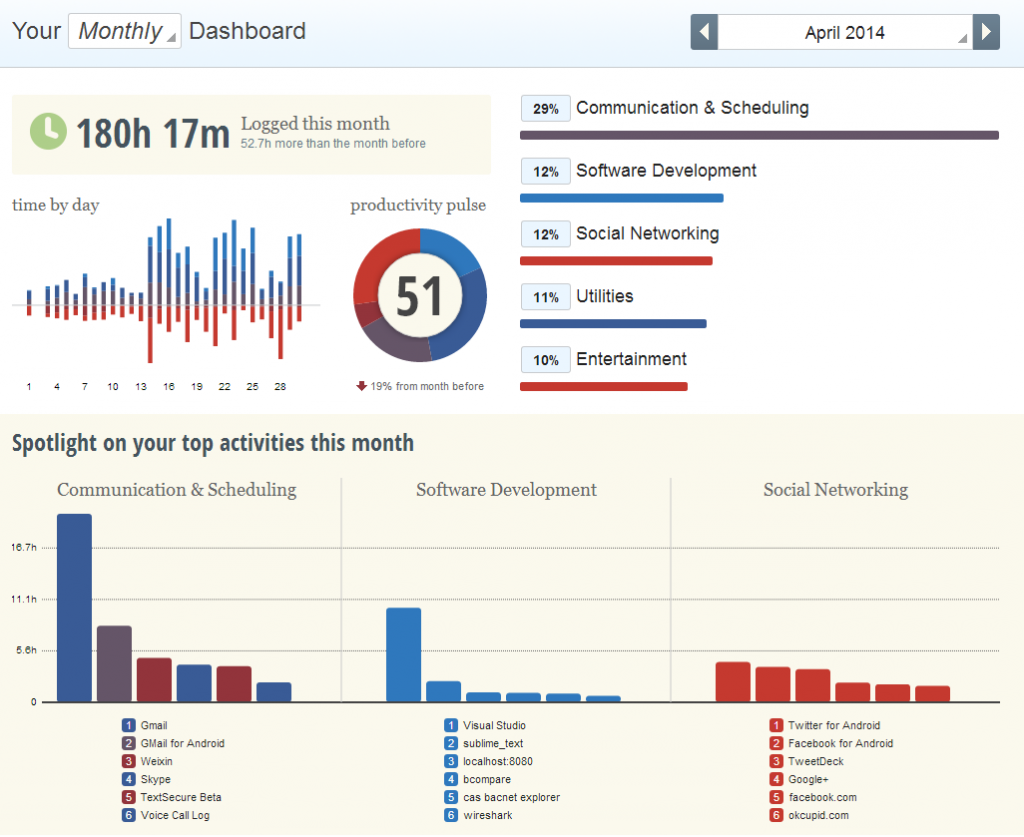 Your Monthly Dashboard
April 2014
180h 17m
Logged this month
52.7h more than the month before
time by day
1 4 7 10 13 16 19 22 25 28
productivity pulse
51
19% from month before
29% Communication & Scheduling
12% Software Development
12% Social Networking
11% Utilities
10% Entertainment
Spotlight on your top activities this month
Communication & Scheduling
16.7h
11.1h
5.6h
0
1 Gmail
2 GMail for Android
3 Weixin
4 Skype
5 TextSecure Beta
6 Voice Call Log
Software Development
1 Visual Studio
2 sublime_text
3 localhost:8080
4 bcompare
5 cas bacnet explorer
6 wireshark
Social Networking
1 Twitter for Android
2 Facebook for Android
3 TweetDeck
4 Google+
5 facebook.com
6 okcupid.com